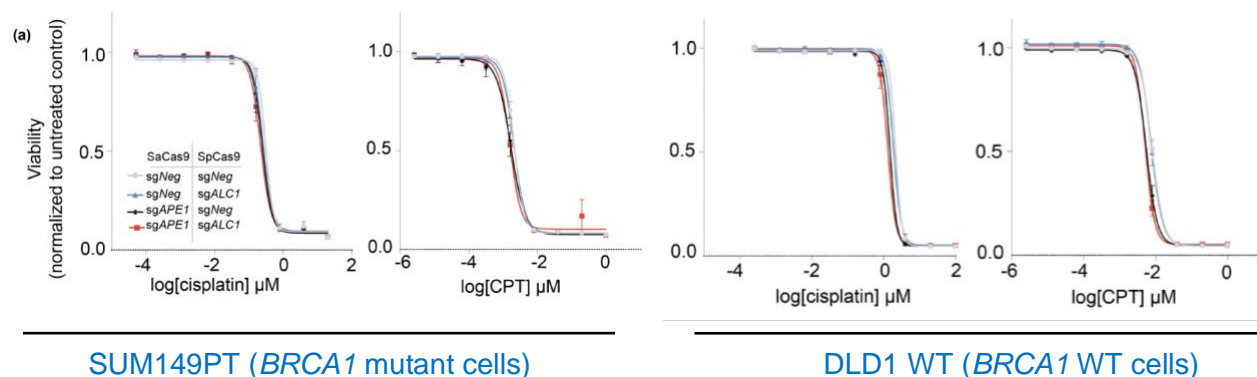 (a)
Viability
(normalized to untreated control)
1.0
0.5
0.0
SaCas9 SpCas9
sgNeg sgNeg
sgNeg sgALC1
sgAPE1 sgNeg
sgAPE1 sgALC1
-4 -2 0 2
log[cisplatin] µM
1.0
0.5
0.0
-6 -4 -2 0
log[CPT] µM
1.0
0.5
0.0
-4 -2 0 2
log[cisplatin] µM
1.0
0.5
0.0
-6 -4 -2 0
log[CPT] µM
SUM149PT (BRCA1 mutant cells)
DLD1 WT (BRCA1 WT cells)